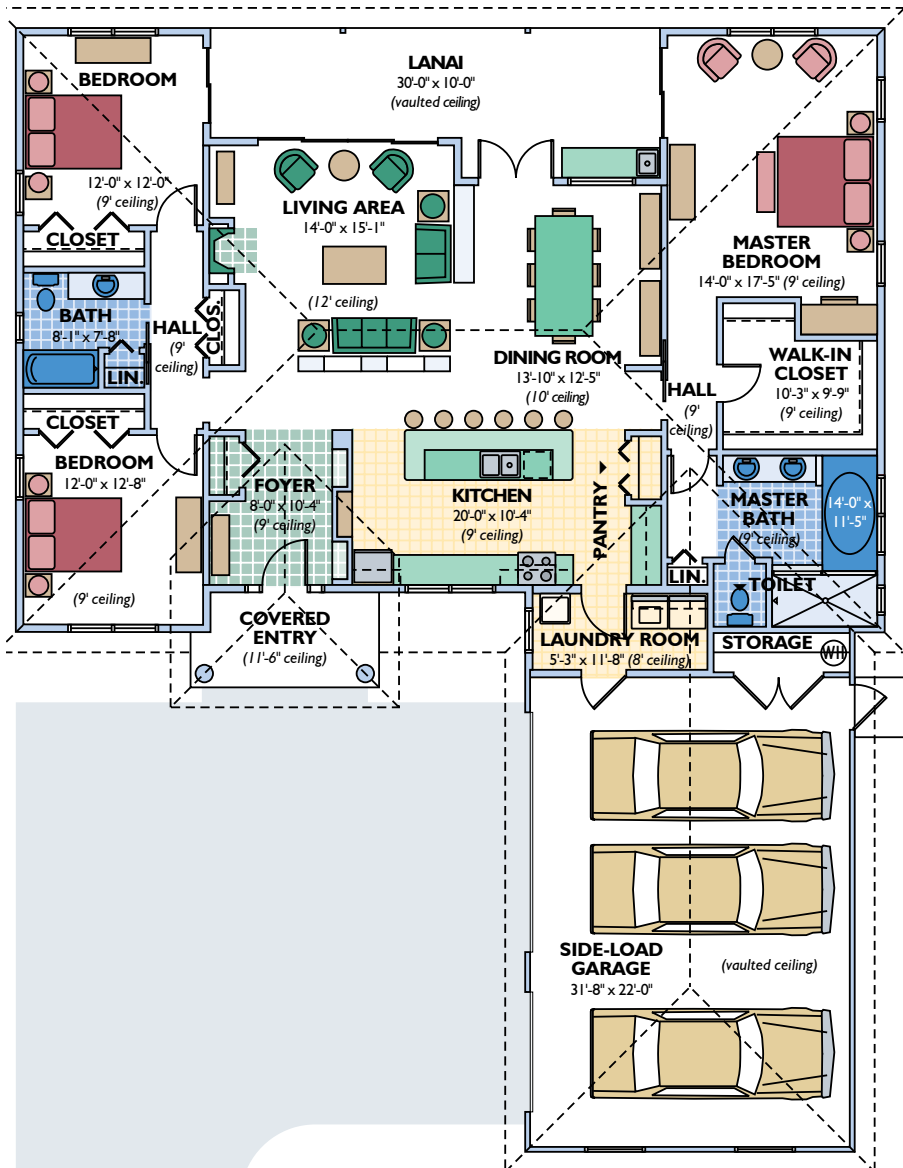 BEDROOM
12'-0" x 12'-0"
(9' ceiling)
CLOSET
LANAI
30'-0" x 10'-0"
(vaulted ceiling)
LIVING AREA
14'-0" x 15'-1"
(12' ceiling)
MASTER
BEDROOM
14'-0" x 17'-5" (9' ceiling)
BATH
8'-1" x 7'-8"
LIN.
HALL
(9'
ceiling)
CLOS.
DINING ROOM
13'-10" x 12'-5"
(10' ceiling)
HALL
(9'
ceiling)
WALK-IN
CLOSET
10'-3" x 9'-9"
(9' ceiling)
CLOSET
BEDROOM
12'-0" x 12'-8"
(9' ceiling)
FOYER
8'-0" x 10'-4"
(9' ceiling)
KITCHEN
20'-0" x 10'-4"
(9' ceiling)
PANTRY
MASTER
BATH
(9' ceiling)
14'-0" x
11'-5"
LIN.
TOILET
COVERED
ENTRY
(11'-6" ceiling)
LAUNDRY ROOM
5'-3" x 11'-8" (8' ceiling)
STORAGE
WH
SIDE-LOAD
GARAGE
31'-8" x 22'-0"
(vaulted ceiling)